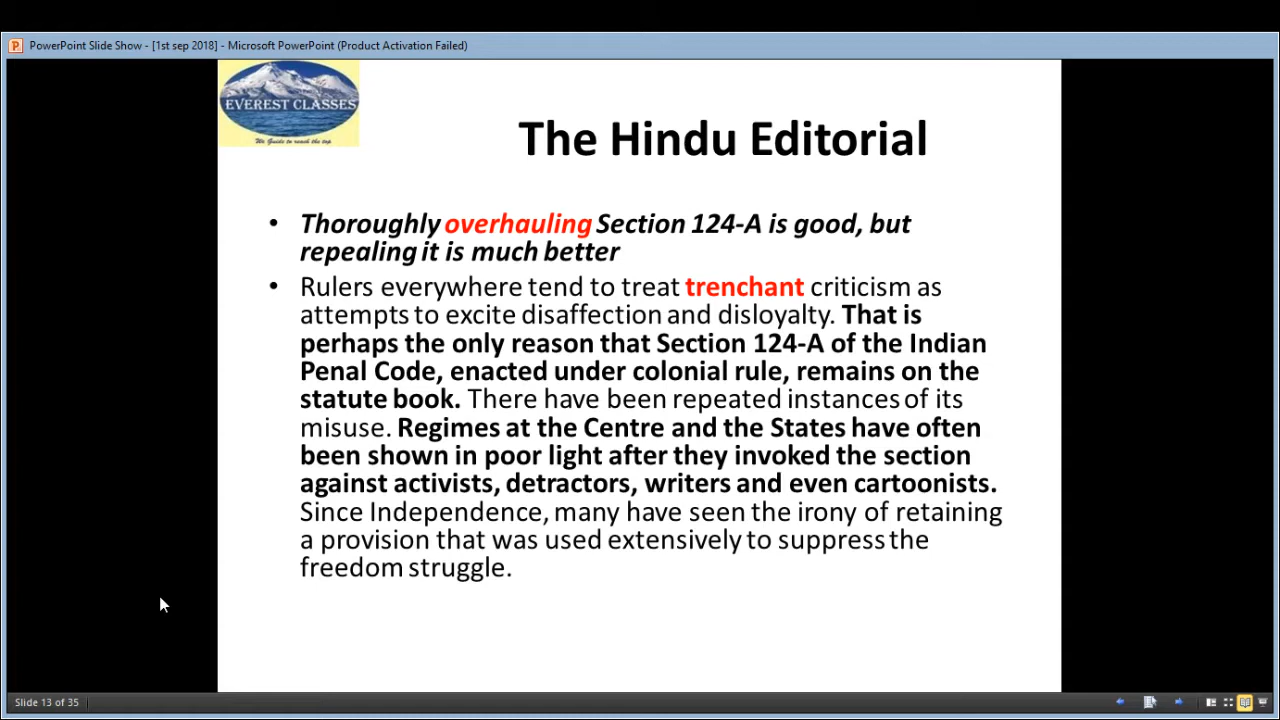 PowerPoint Slide Show - [1st sep 2018] - Microsoft PowerPoint (Product Activation Failed)
EVEREST CLASSES
We Guide to reach the top
The Hindu Editorial
• Thoroughly overhauling Section 124-A is good, but
repealing it is much better
• Rulers everywhere tend to treat trenchant criticism as
attempts to excite disaffection and disloyalty. That is
perhaps the only reason that Section 124-A of the Indian
Penal Code, enacted under colonial rule, remains on the
statute book. There have been repeated instances of its
misuse. Regimes at the Centre and the States have often
been shown in poor light after they invoked the section
against activists, detractors, writers and even cartoonists.
Since Independence, many have seen the irony of retaining
a provision that was used extensively to suppress the
freedom struggle.
Slide 13 of 35